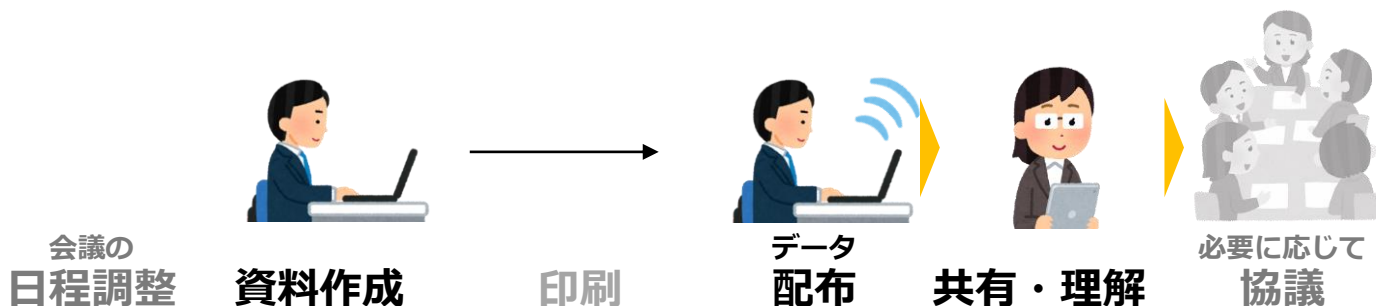 会議の
日程調整
資料作成
印刷
データ
配布
共有・理解
必要に応じて
協議